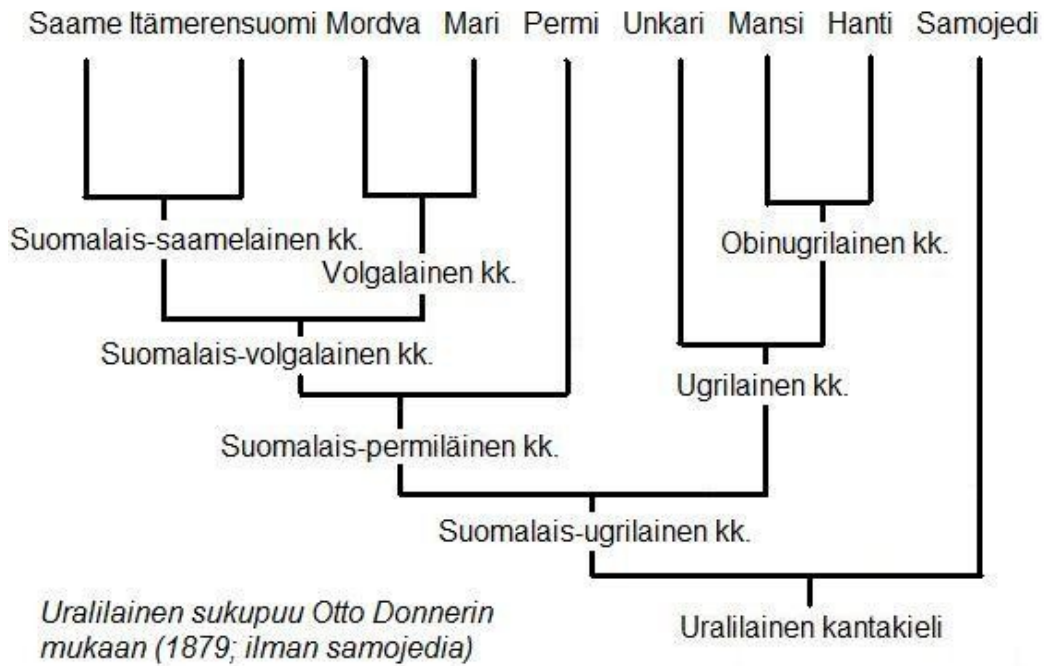 Saame Itämerensuomi Mordva Mari Permi Unkari Mansi Hanti Samojedi
Suomalais-saamelainen kk.
Obinugrilainen kk.
Volgalainen kk.
Suomalais-volgalainen kk.
Ugrilainen kk.
Suomalais-permiläinen kk.
Suomalais-ugrilainen kk.
Uralilainen sukupuu Otto Donnerin
mukaan (1879; ilman samojedia)
Uralilainen kantakieli